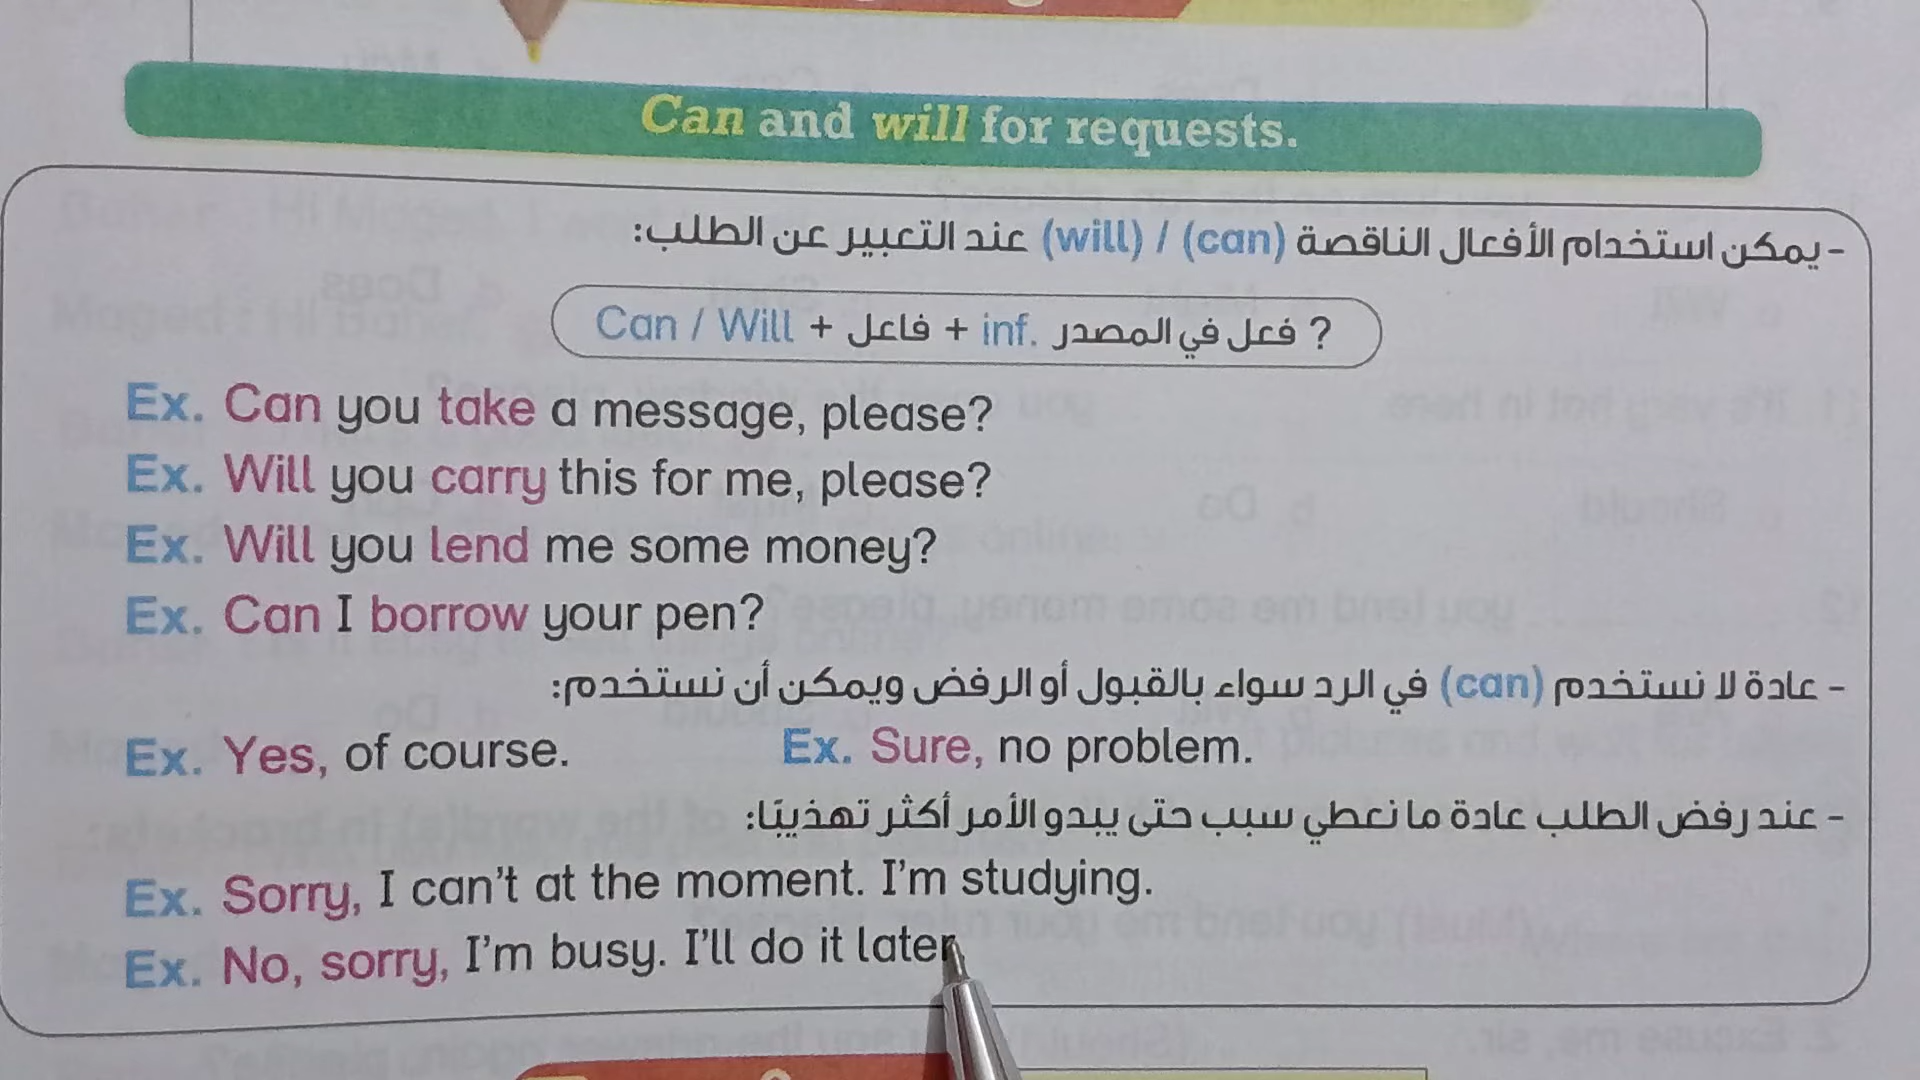 Can and will for requests.
- يمكن استخدام الأفعال الناقصة (can) / (will) عند التعبير عن الطلب:
Can / Will + فاعل + inf. فعل في المصدر ?
Ex. Can you take a message, please?
Ex. Will you carry this for me, please?
Ex. Will you lend me some money?
Ex. Can I borrow your pen?
- عادة لا نستخدم (can) في الرد سواء بالقبول أو الرفض ويمكن أن نستخدم:
Ex. Yes, of course. Ex. Sure, no problem.
- عند رفض الطلب عادة ما نعطي سبب حتى يبدو الأمر أكثر تهذيبًا:
Ex. Sorry, I can't at the moment. I'm studying.
Ex. No, sorry, I'm busy. I'll do it later